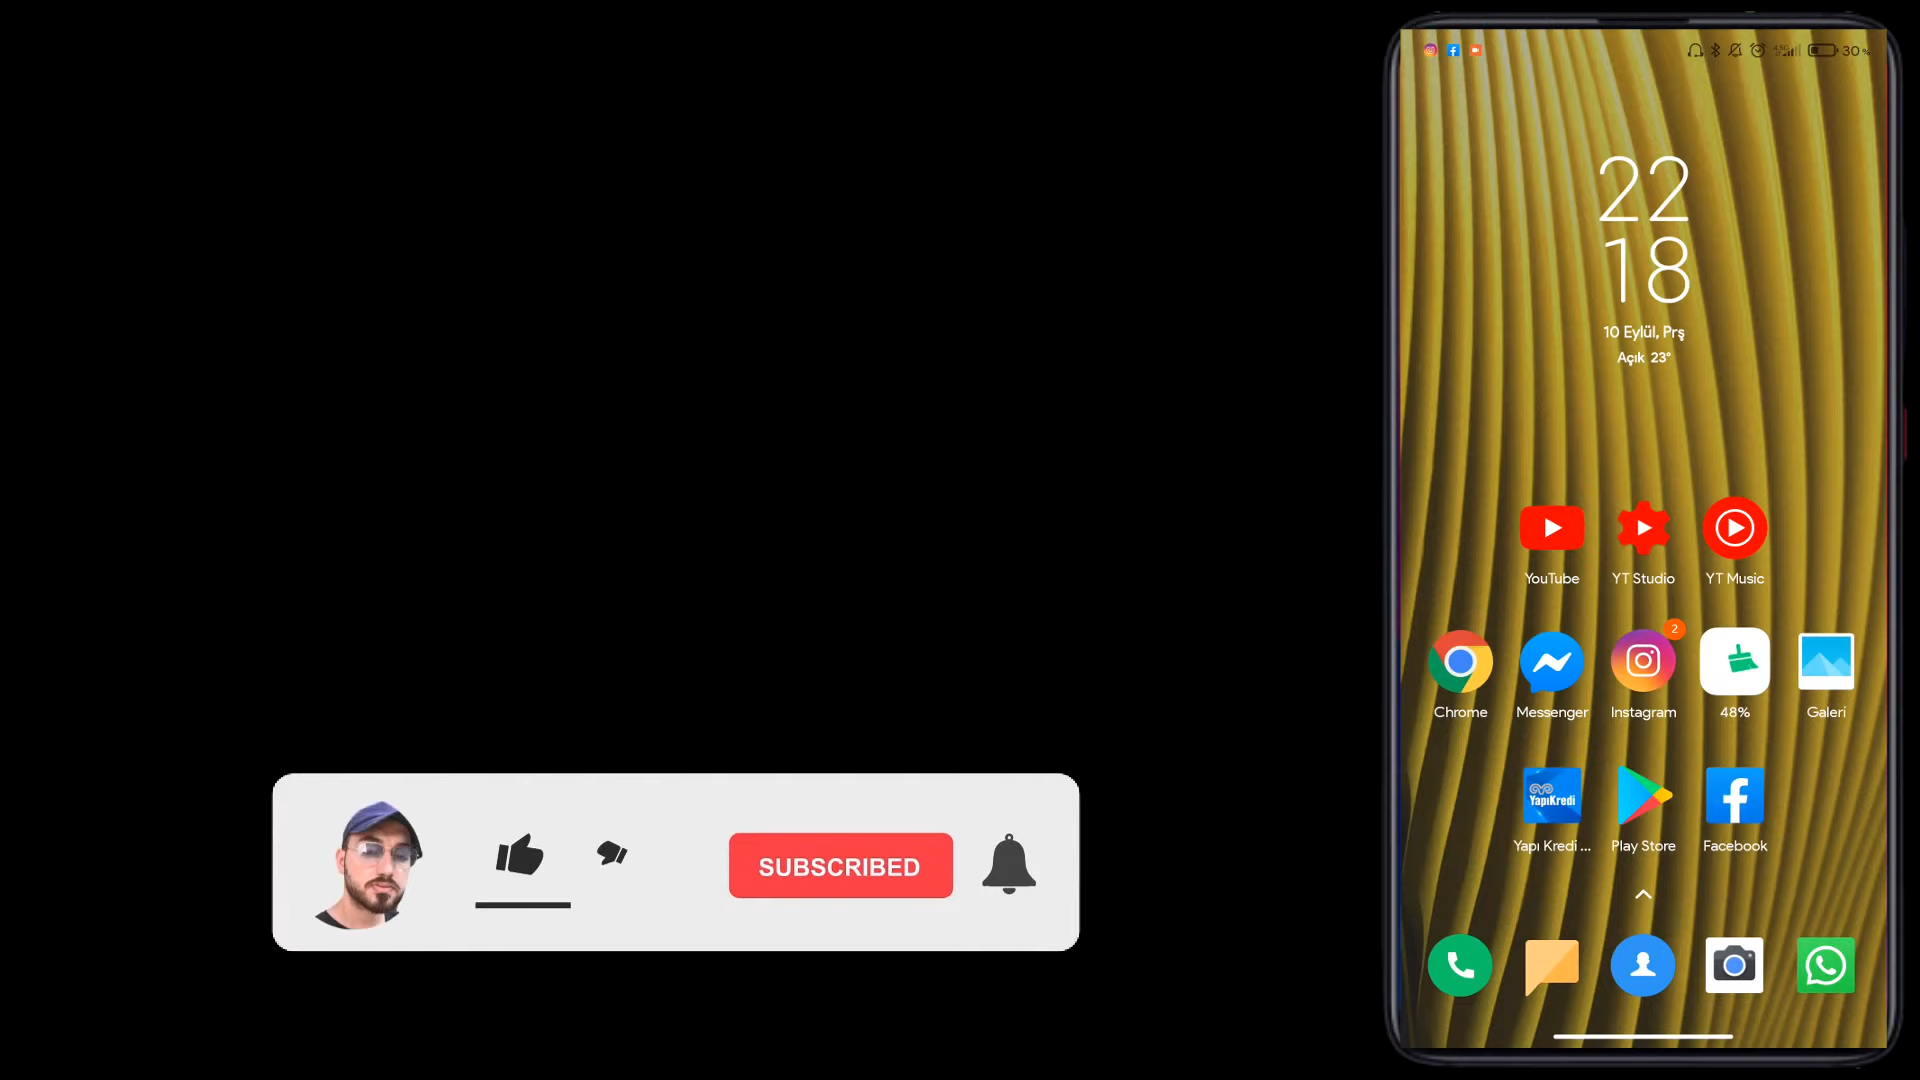 30 %
22
18
10 Eylül, Prş
Açık 23°
YouTube
YT Studio
YT Music
2
Chrome
Messenger
Instagram
48%
Galeri
YapıKredi
Yapı Kredi ...
Play Store
Facebook
SUBSCRIBED